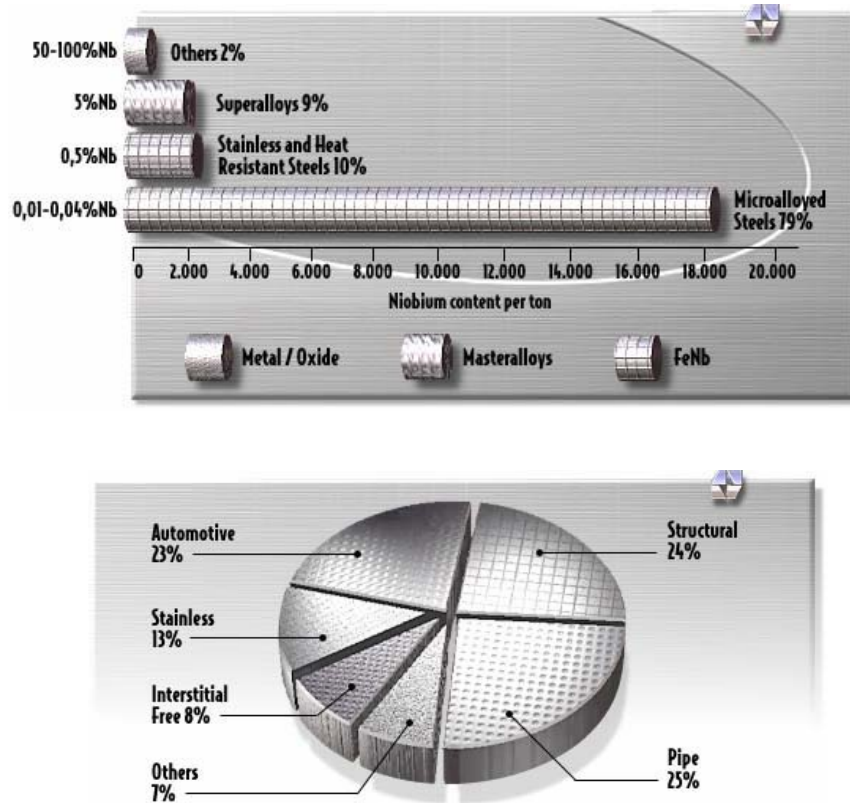 50-100%Nb
Others 2%
5%Nb
Superalloys 9%
0,5%Nb
Stainless and Heat
Resistant Steels 10%
0,01-0,04%Nb
Microalloyed
Steels 79%
0 2.000 4.000 6.000 8.000 10.000 12.000 14.000 16.000 18.000 20.000
Niobium content per ton
Metal / Oxide Masteralloys FeNb
Automotive
23%
Structural
24%
Stainless
13%
Interstitial
Free 8%
Others
7%
Pipe
25%